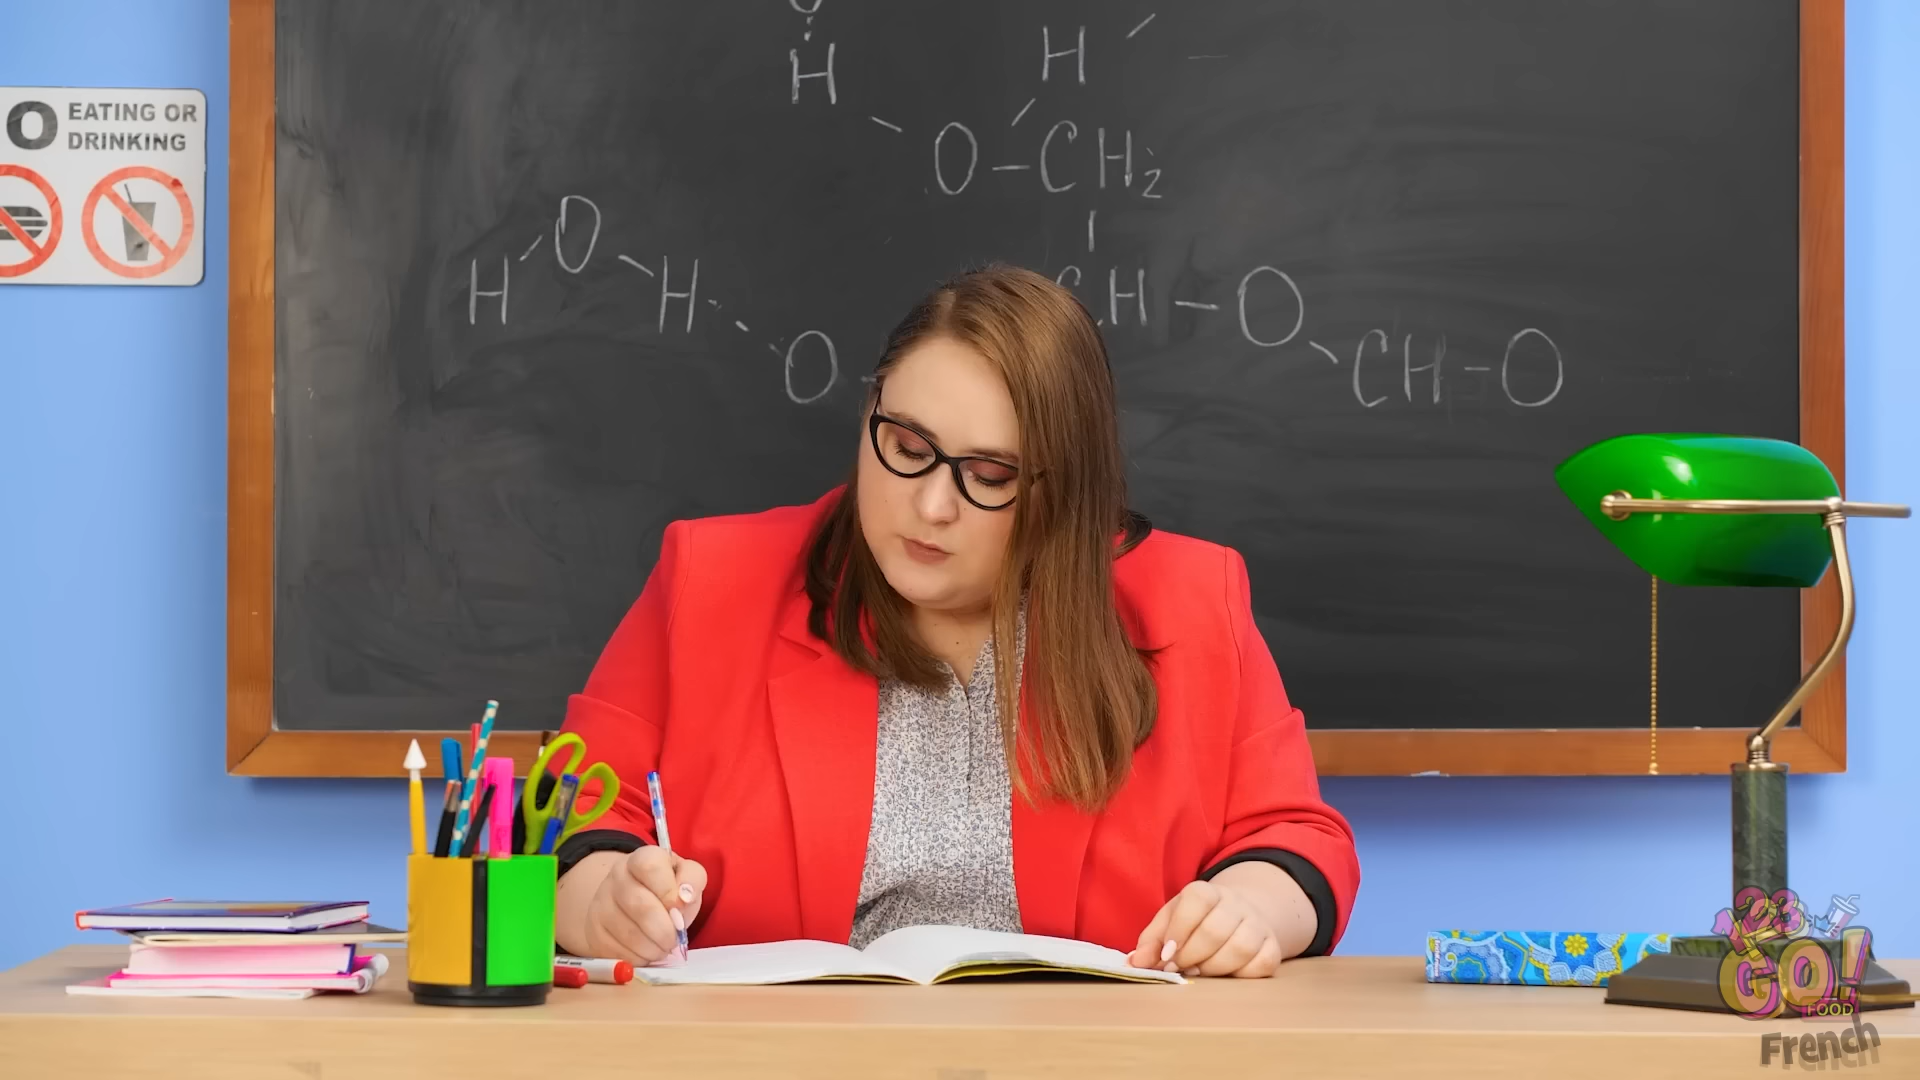 O EATING OR
DRINKING
H
H
O-CH2
O
H
H
CH-O
O
CH-O
123
GO!
FOOD
French